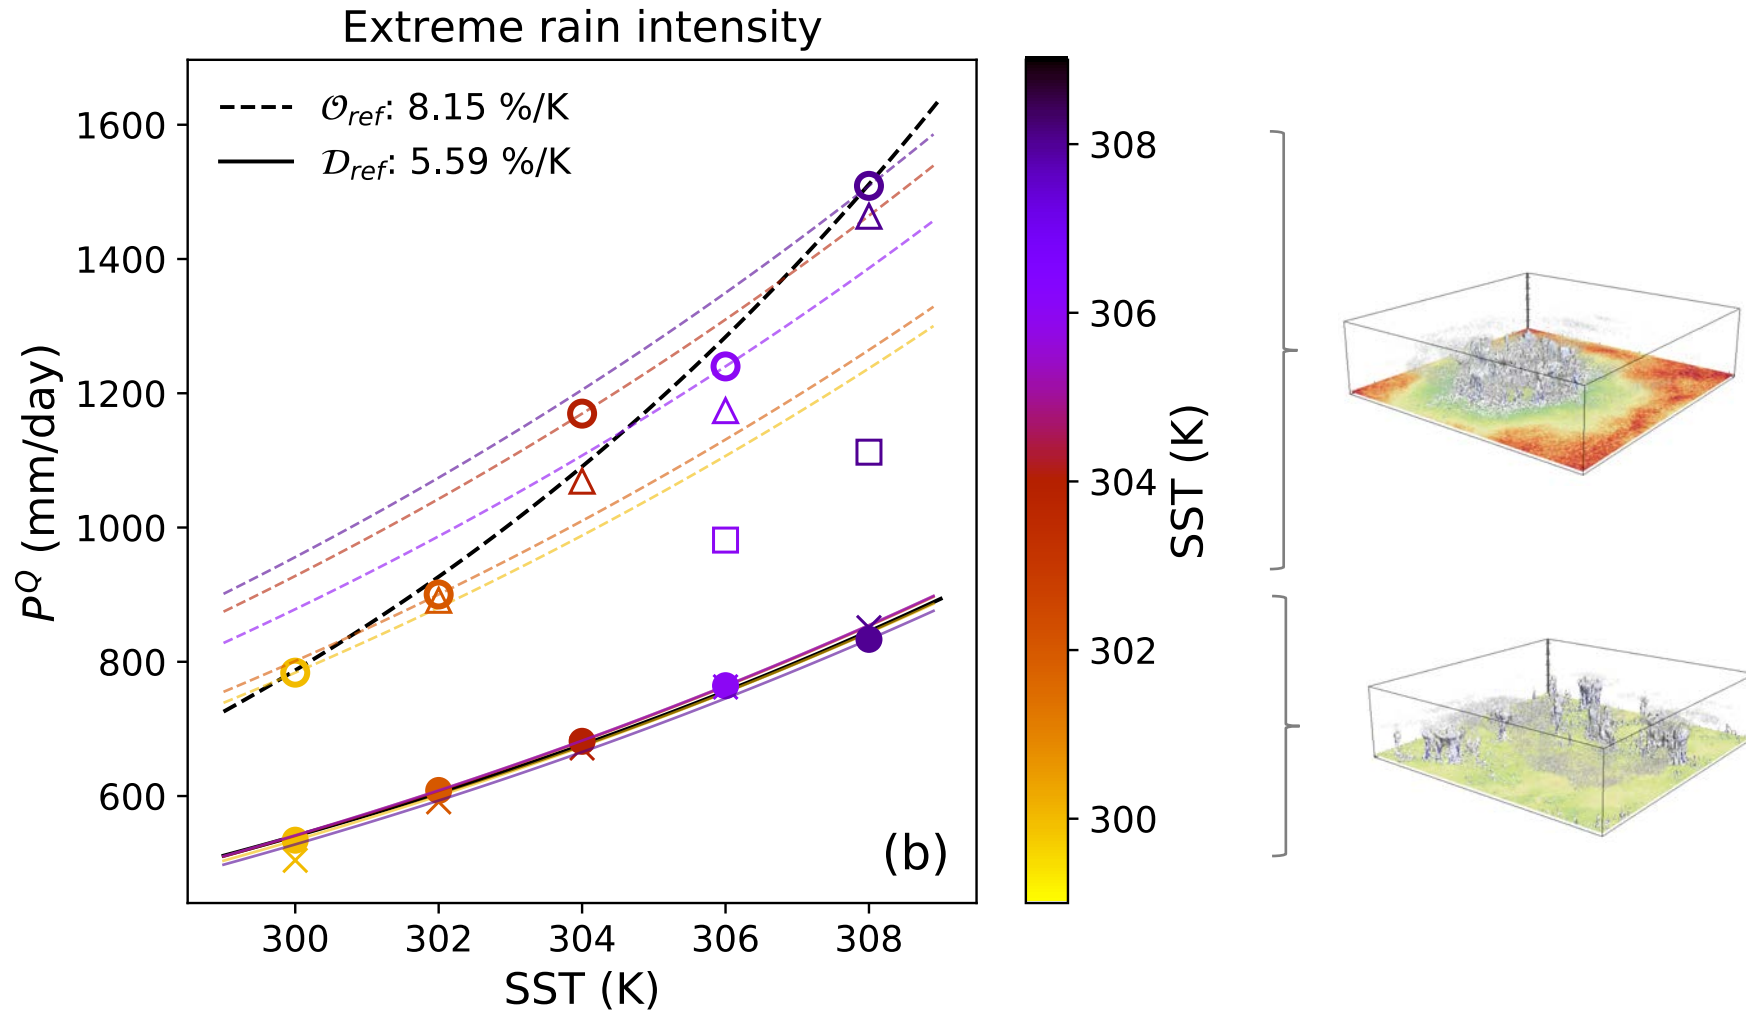 Extreme rain intensity
𝒪ref: 8.15 %/K
𝒟ref: 5.59 %/K
1600
1400
1200
1000
800
600
P^Q (mm/day)
300
302
304
306
308
SST (K)
(b)
308
306
304
302
300
SST (K)